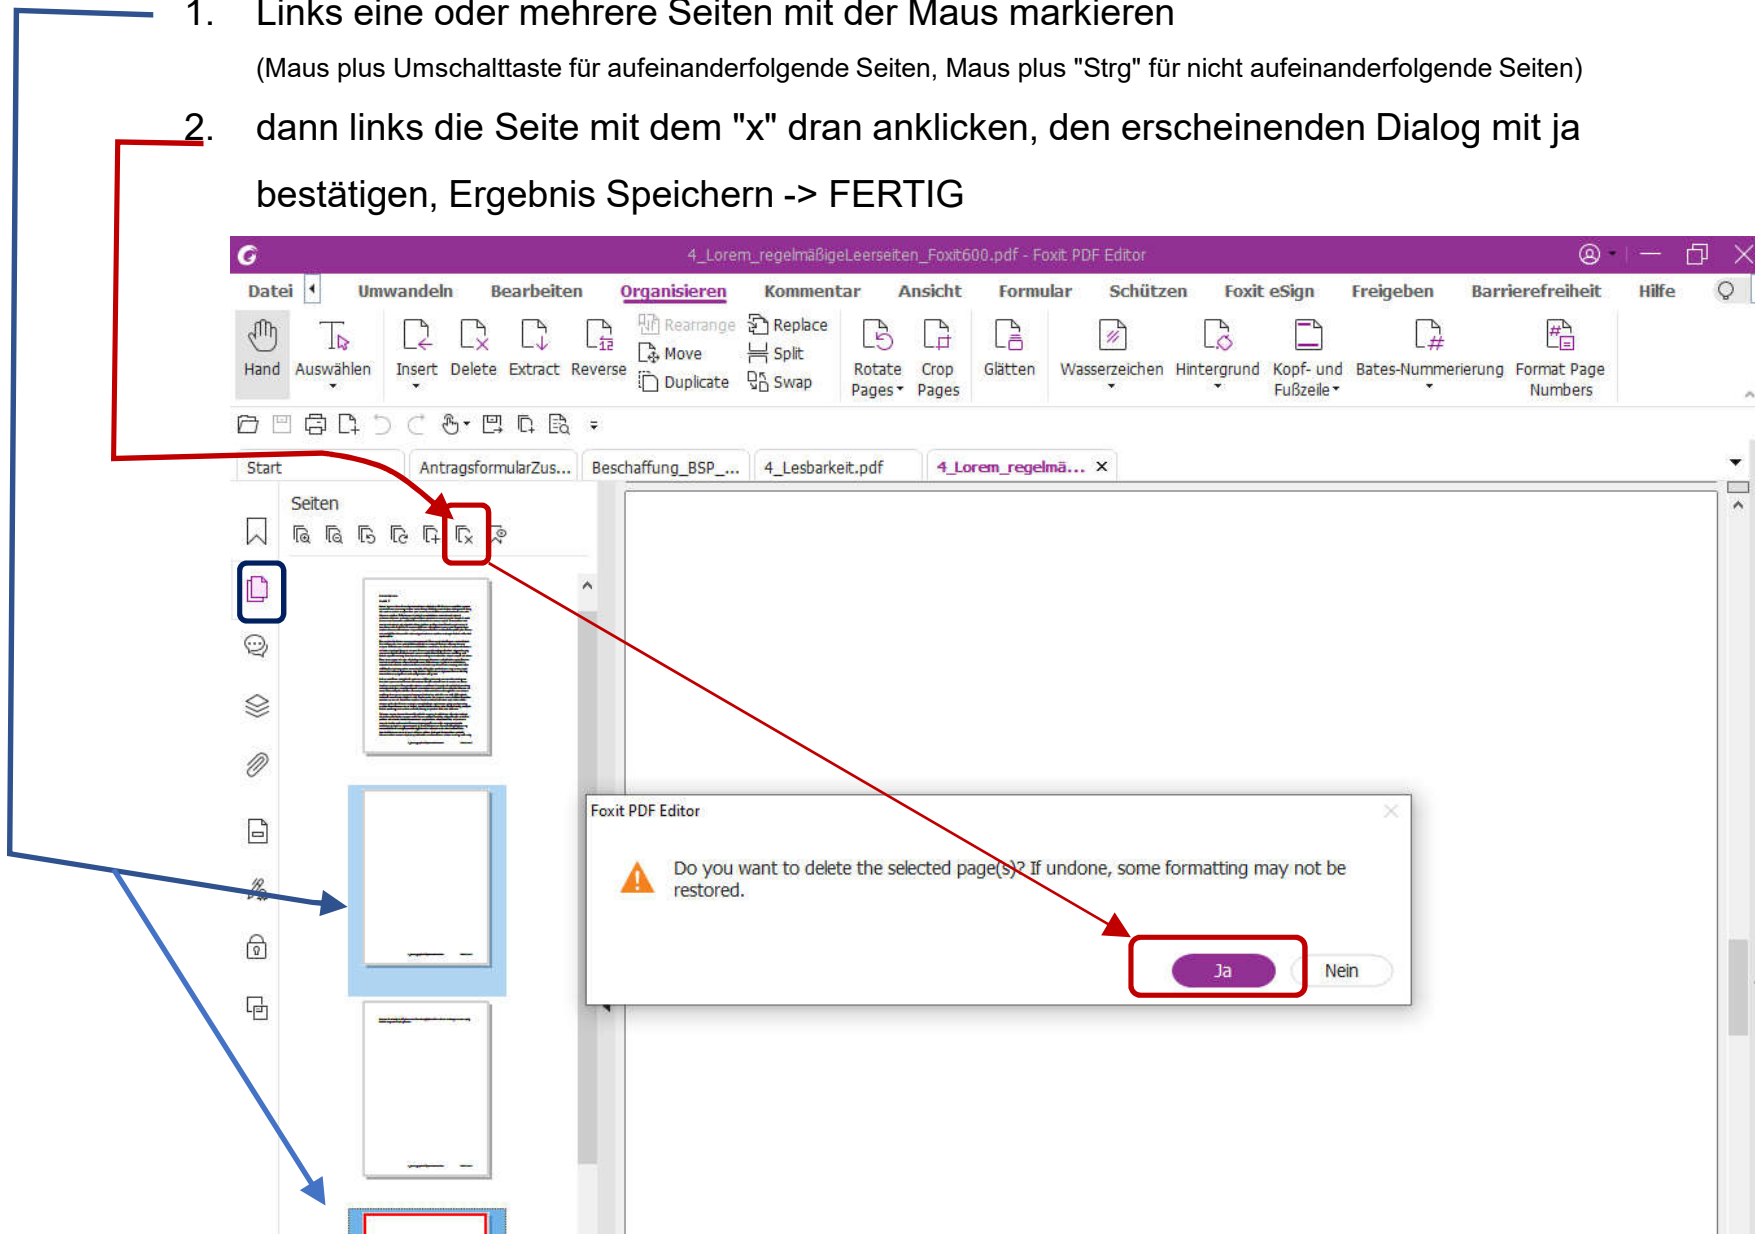 1. Links eine oder mehrere Seiten mit der Maus markieren
(Maus plus Umschalttaste für aufeinanderfolgende Seiten, Maus plus "Strg" für nicht aufeinanderfolgende Seiten)
2. dann links die Seite mit dem "x" dran anklicken, den erscheinenden Dialog mit ja
bestätigen, Ergebnis Speichern -> FERTIG
4_Lorem_regelmäßigeLeerseiten_Foxit600.pdf - Foxit PDF Editor
Datei Umwandeln Bearbeiten Organisieren Kommentar Ansicht Formular Schützen Foxit eSign Freigeben Barrierefreiheit Hilfe
Rearrange Replace
Move Split
Hand Auswählen Insert Delete Extract Reverse Duplicate Swap Rotate Pages Crop Pages Glätten Wasserzeichen Hintergrund Kopf- und Fußzeile Bates-Nummerierung Format Page Numbers
Start AntragsformularZus... Beschaffung_BSP_... 4_Lesbarkeit.pdf 4_Lorem_regelmä...
Seiten
Foxit PDF Editor
Do you want to delete the selected page(s)? If undone, some formatting may not be
restored.
Ja Nein